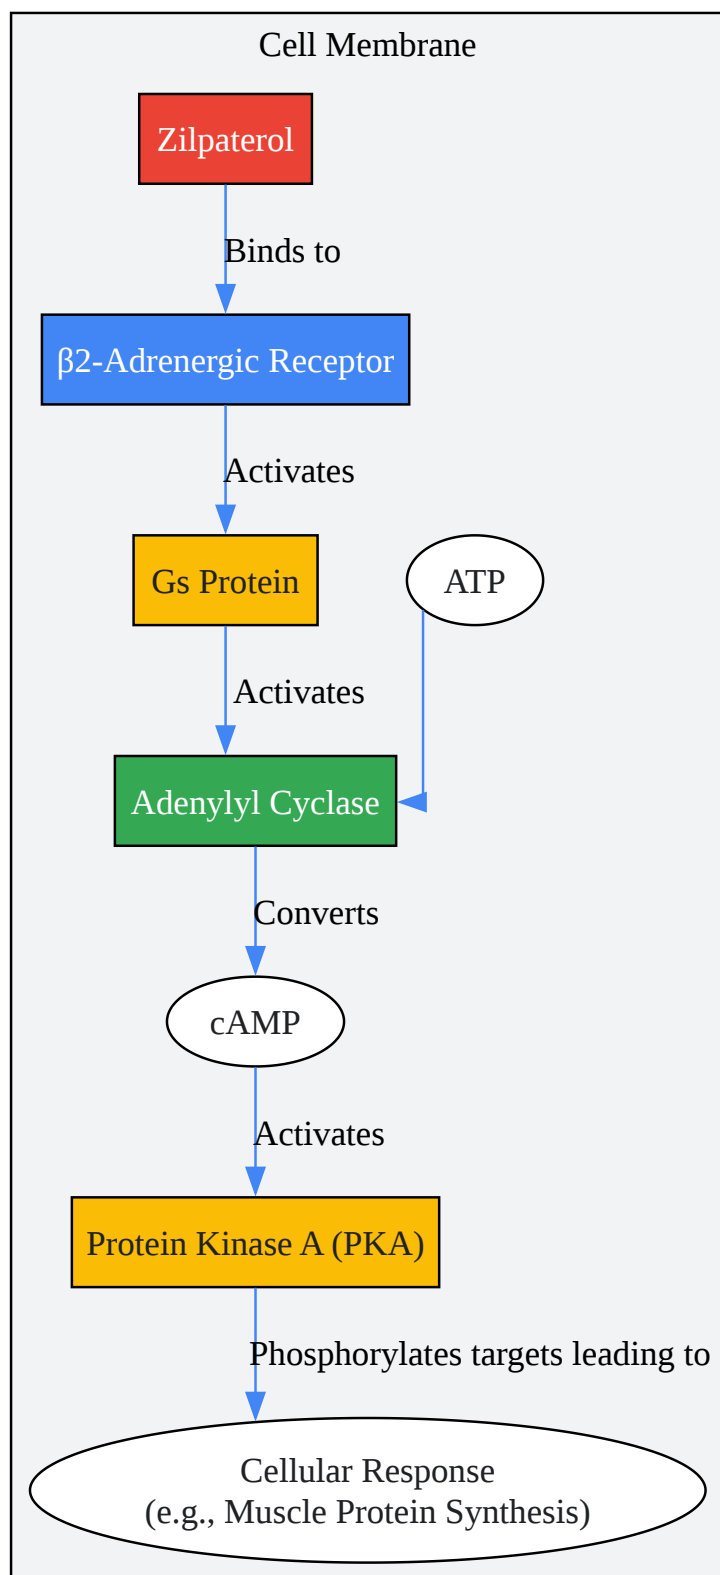 Cell Membrane
Zilpaterol
Binds to
β2-Adrenergic Receptor
Activates
Gs Protein
ATP
Activates
Adenylyl Cyclase
Converts
cAMP
Activates
Protein Kinase A (PKA)
Phosphorylates targets leading to
Cellular Response
(e.g., Muscle Protein Synthesis)